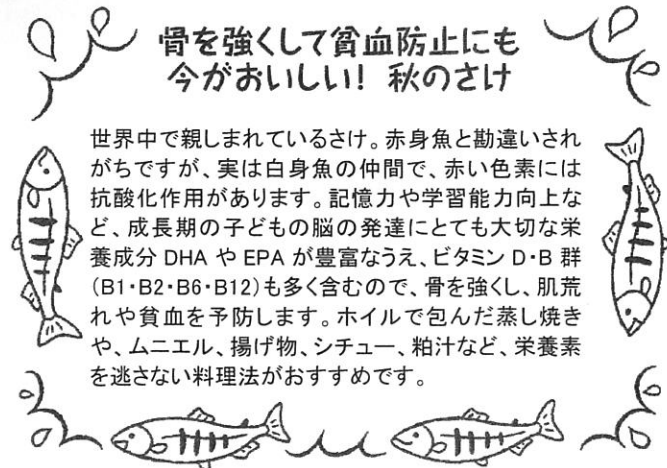 骨を強くして貧血防止にも
今がおいしい! 秋のさけ
世界中で親しまれているさけ。赤身魚と勘違いされ
がちですが、実は白身魚の仲間で、赤い色素には
抗酸化作用があります。記憶力や学習能力向上な
ど、成長期の子どもの脳の発達にとても大切な栄
養成分 DHA や EPA が豊富なうえ、ビタミン D・B 群
(B1・B2・B6・B12)も多く含むので、骨を強くし、肌荒
れや貧血を予防します。ホイルで包んだ蒸し焼き
や、ムニエル、揚げ物、シチュー、粕汁など、栄養素
を逃さない料理法がおすすめです。